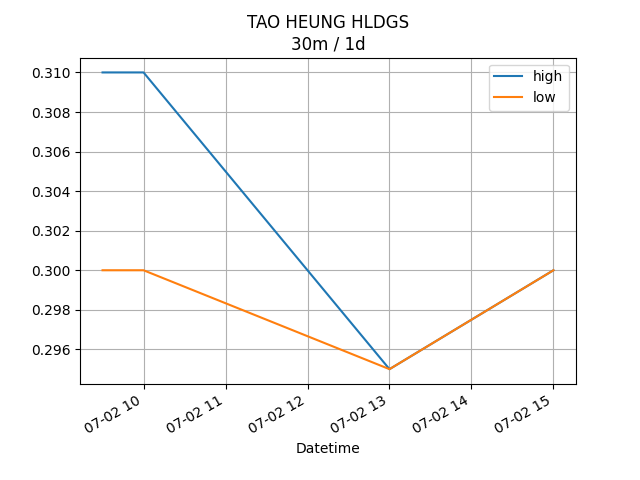 TAO HEUNG HLDGS
30m / 1d
high
low
0.310
0.308
0.306
0.304
0.302
0.300
0.298
0.296
07-02 10
07-02 11
07-02 12
07-02 13
07-02 14
07-02 15
Datetime